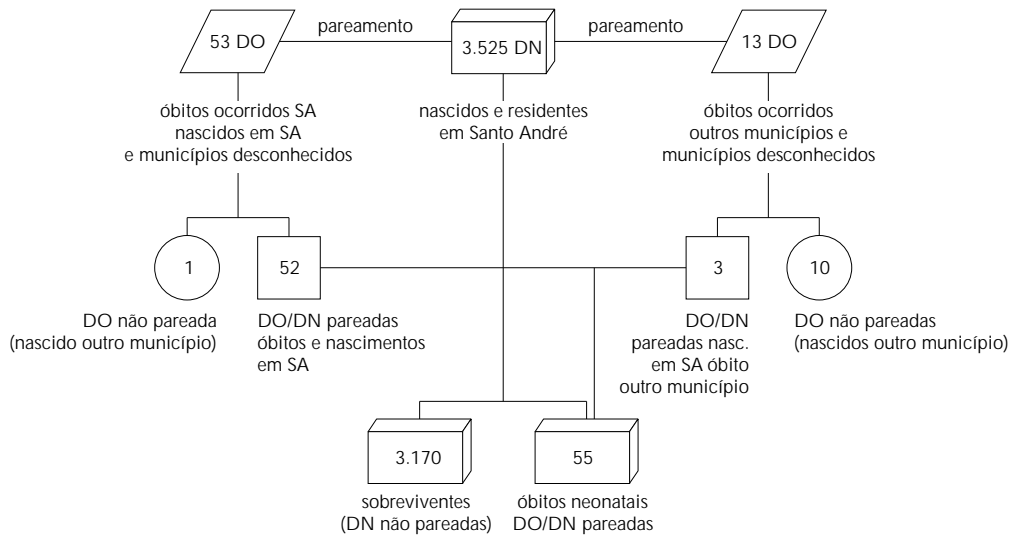 53 DO
pareamento
3.525 DN
pareamento
13 DO
óbitos ocorridos SA
nascidos em SA
e municípios desconhecidos
nascidos e residentes
em Santo André
óbitos ocorridos
outros municípios e
municípios desconhecidos
1
52
3
10
DO não pareada
(nascido outro município)
DO/DN pareadas
óbitos e nascimentos
em SA
DO/DN
pareadas nasc.
em SA óbito
outro município
DO não pareadas
(nascidos outro município)
3.170
55
sobreviventes
(DN não pareadas)
óbitos neonatais
DO/DN pareadas